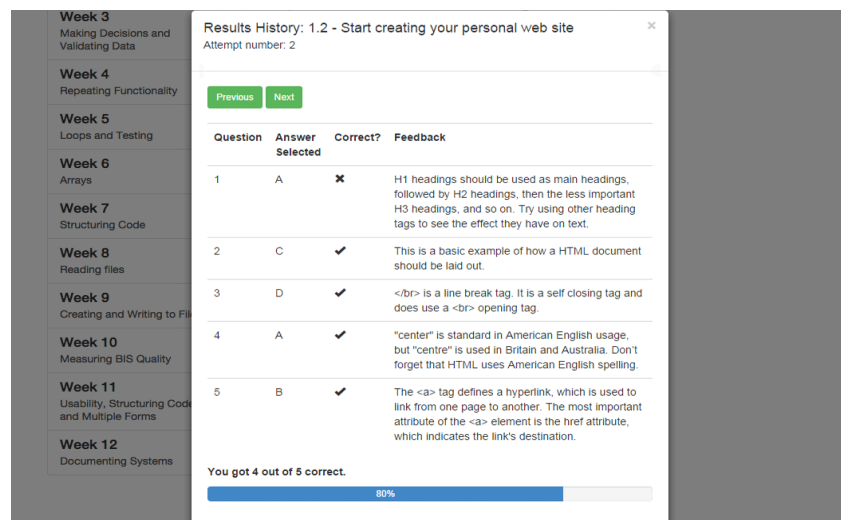 Week 3
Making Decisions and
Validating Data
Week 4
Repeating Functionality
Week 5
Loops and Testing
Week 6
Arrays
Week 7
Structuring Code
Week 8
Reading files
Week 9
Creating and Writing to Fil
Week 10
Measuring BIS Quality
Week 11
Usability, Structuring Code
and Multiple Forms
Week 12
Documenting Systems
Results History: 1.2 - Start creating your personal web site ×
Attempt number: 2
Previous Next
Question Answer Selected Correct? Feedback
1 A ✖ H1 headings should be used as main headings,
followed by H2 headings, then the less important
H3 headings, and so on. Try using other heading
tags to see the effect they have on text.
2 C ✔ This is a basic example of how a HTML document
should be laid out.
3 D ✔ </br> is a line break tag. It is a self closing tag and
does use a <br> opening tag.
4 A ✔ "center" is standard in American English usage,
but "centre" is used in Britain and Australia. Don't
forget that HTML uses American English spelling.
5 B ✔ The <a> tag defines a hyperlink, which is used to
link from one page to another. The most important
attribute of the <a> element is the href attribute,
which indicates the link's destination.
You got 4 out of 5 correct.
80%